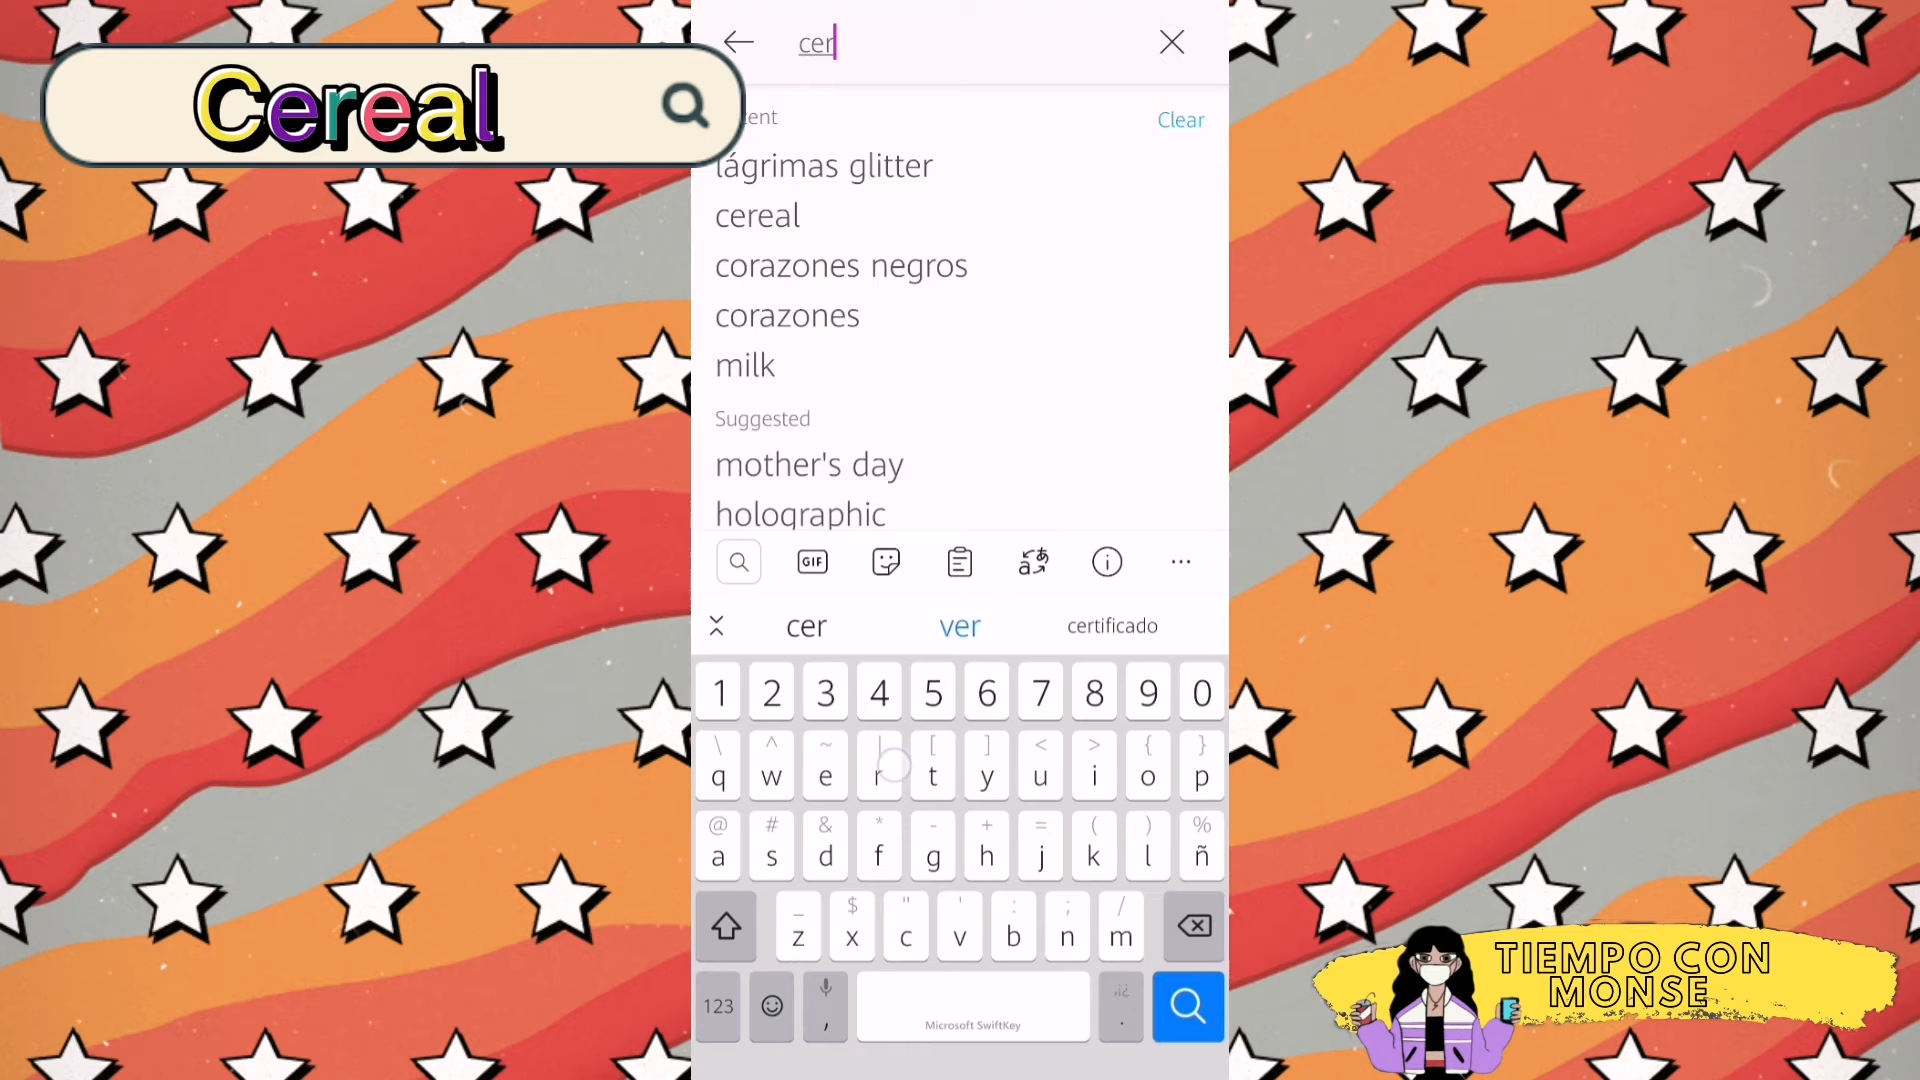 Cereal
cer
cent
Clear
lágrimas glitter
cereal
corazones negros
corazones
milk
Suggested
mother's day
holographic
GIF
cer ver certificado
1 2 3 4 5 6 7 8 9 0
\ ^ ~ | [ ] < > { }
q w e r t y u i o p
@ # & * - + = ( ) %
a s d f g h j k l ñ
_ $ " ' : ; /
z x c v b n m
123 , Microsoft SwiftKey .
TIEMPO CON
MONSE